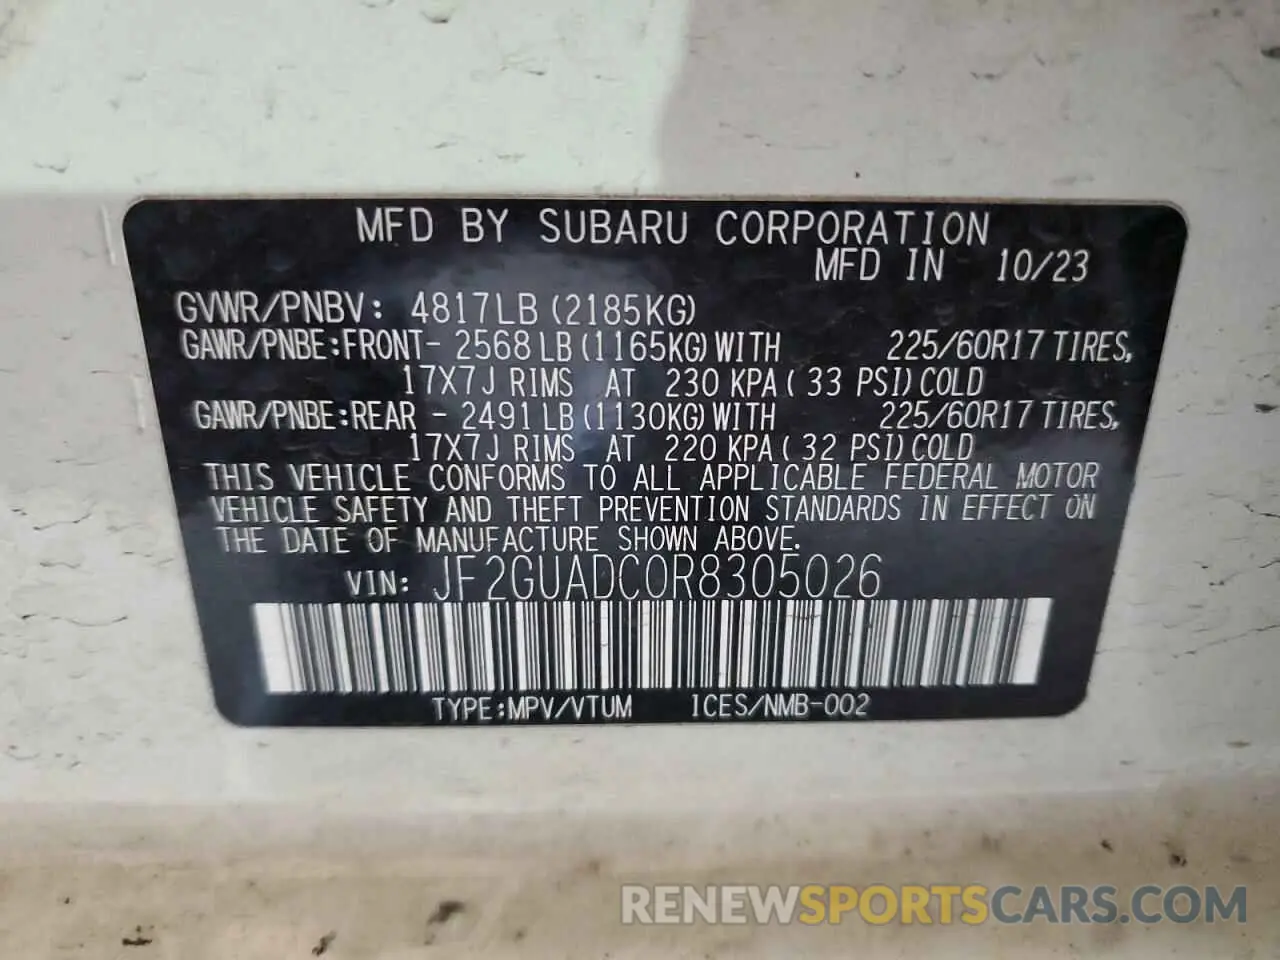 MFD BY SUBARU CORPORATION
MFD IN 10/23
GVWR/PNBV: 4817LB (2185KG)
GAWR/PNBE:FRONT- 2568 LB (1165KG) WITH 225/60R17 TIRES,
17X7J RIMS AT 230 KPA ( 33 PSI) COLD
GAWR/PNBE:REAR - 2491 LB (1130KG) WITH 225/60R17 TIRES,
17X7J RIMS AT 220 KPA ( 32 PSI) COLD
THIS VEHICLE CONFORMS TO ALL APPLICABLE FEDERAL MOTOR
VEHICLE SAFETY AND THEFT PREVENTION STANDARDS IN EFFECT ON
THE DATE OF MANUFACTURE SHOWN ABOVE.
VIN: JF2GUADC0R8305026
TYPE:MPV/VTUM ICES/NMB-002
RENEWSPORTSCARS.COM